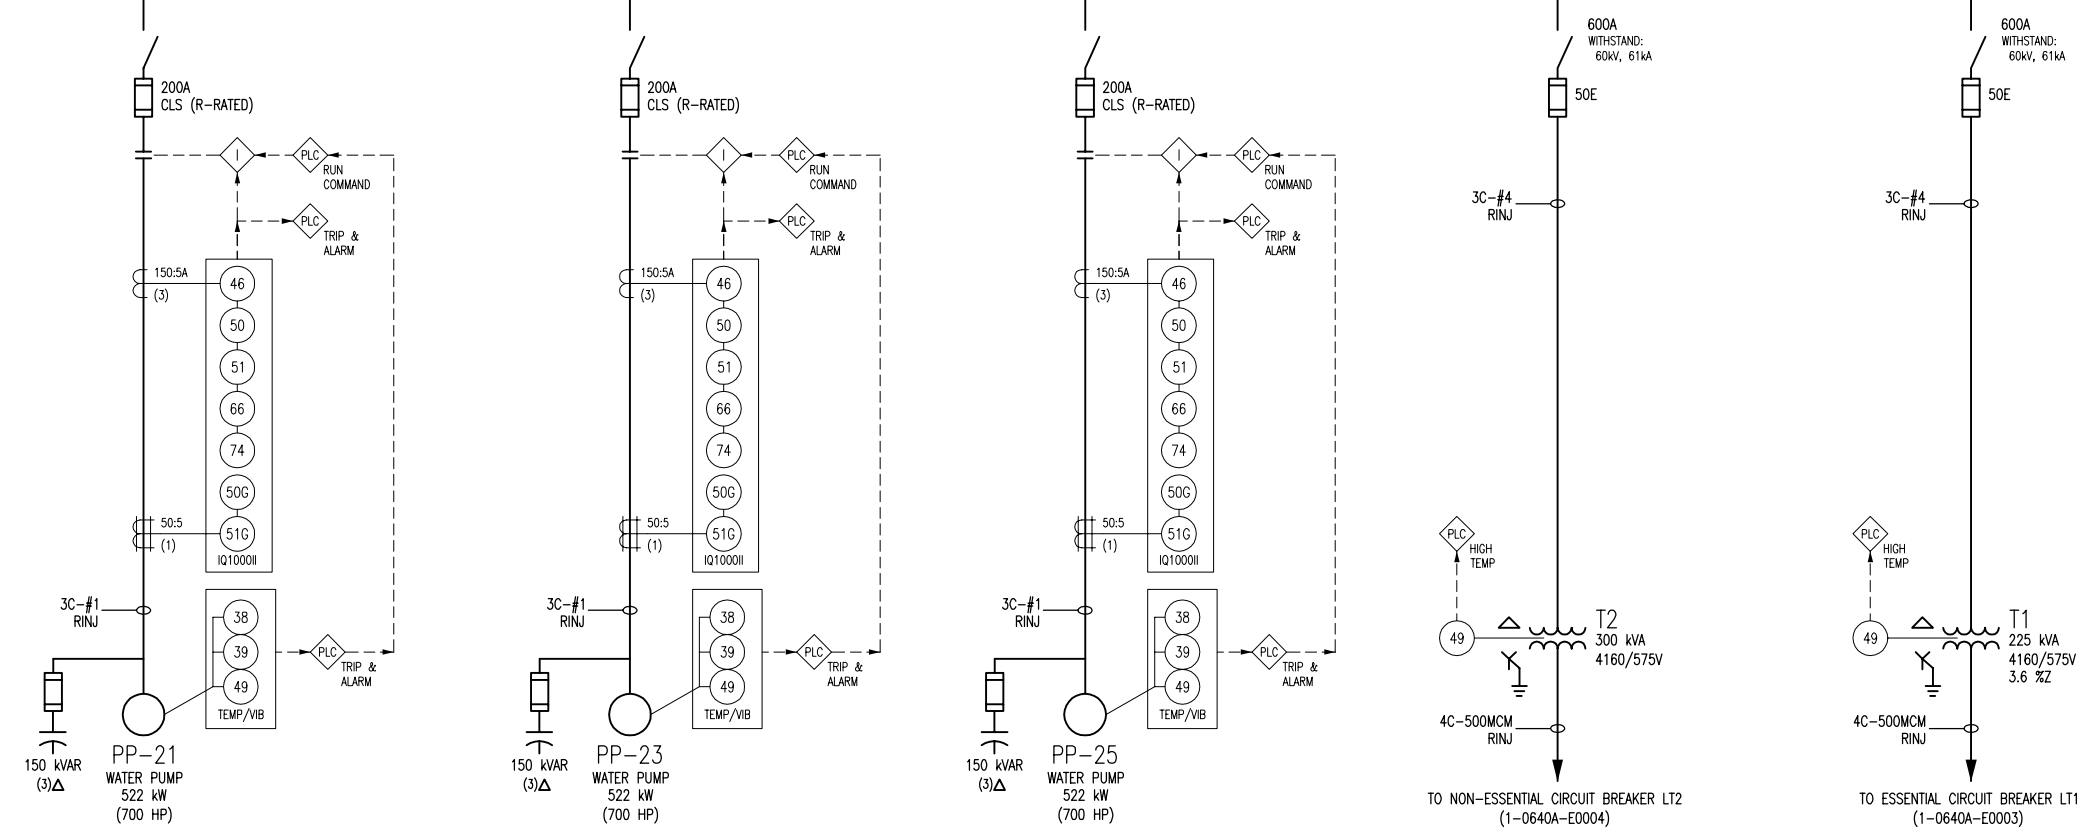 200A
CLS (R-RATED)
I
PLC
RUN
COMMAND
PLC
TRIP &
ALARM
150:5A
(3)
46
50
51
66
74
50G
51G
IQ1000II
50:5
(1)
3C-#1
RINJ
38
39
49
TEMP/VIB
PLC
TRIP &
ALARM
150 kVAR
(3)Δ
PP-21
WATER PUMP
522 kW
(700 HP)
200A
CLS (R-RATED)
I
PLC
RUN
COMMAND
PLC
TRIP &
ALARM
150:5A
(3)
46
50
51
66
74
50G
51G
IQ1000II
50:5
(1)
3C-#1
RINJ
38
39
49
TEMP/VIB
PLC
TRIP &
ALARM
150 kVAR
(3)Δ
PP-23
WATER PUMP
522 kW
(700 HP)
200A
CLS (R-RATED)
I
PLC
RUN
COMMAND
PLC
TRIP &
ALARM
150:5A
(3)
46
50
51
66
74
50G
51G
IQ1000II
50:5
(1)
3C-#1
RINJ
38
39
49
TEMP/VIB
PLC
TRIP &
ALARM
150 kVAR
(3)Δ
PP-25
WATER PUMP
522 kW
(700 HP)
600A
WITHSTAND:
60kV, 61kA
50E
3C-#4
RINJ
PLC
HIGH
TEMP
49
T2
300 kVA
4160/575V
4C-500MCM
RINJ
TO NON-ESSENTIAL CIRCUIT BREAKER LT2
(1-0640A-E0004)
600A
WITHSTAND:
60kV, 61kA
50E
3C-#4
RINJ
PLC
HIGH
TEMP
49
T1
225 kVA
4160/575V
3.6 %Z
4C-500MCM
RINJ
TO ESSENTIAL CIRCUIT BREAKER LT1
(1-0640A-E0003)